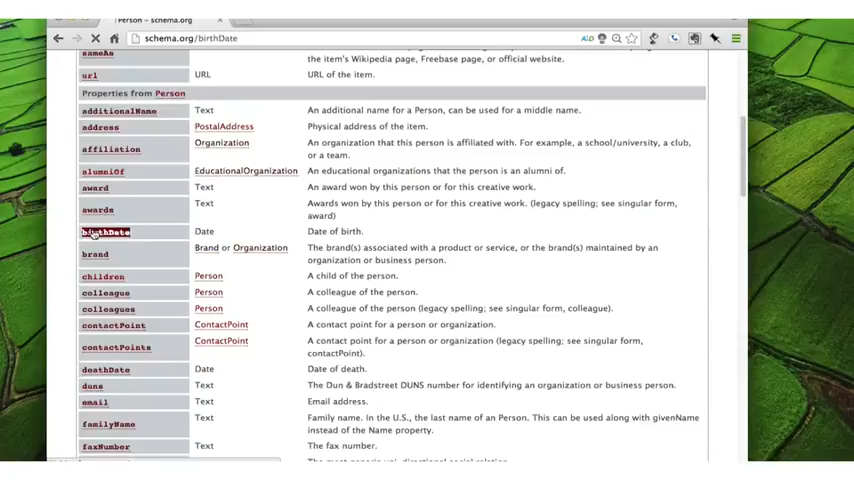 Person – schema.org
schema.org/birthDate
sameAs
the item's Wikipedia page, Freebase page, or official website.
url URL URL of the item.
Properties from Person
additionalName Text An additional name for a Person, can be used for a middle name.
address PostalAddress Physical address of the item.
affiliation Organization An organization that this person is affiliated with. For example, a school/university, a club,
or a team.
alumniOf EducationalOrganization An educational organizations that the person is an alumni of.
award Text An award won by this person or for this creative work.
awards Text Awards won by this person or for this creative work. (legacy spelling; see singular form,
award)
birthDate Date Date of birth.
brand Brand or Organization The brand(s) associated with a product or service, or the brand(s) maintained by an
organization or business person.
children Person A child of the person.
colleague Person A colleague of the person.
colleagues Person A colleague of the person (legacy spelling; see singular form, colleague).
contactPoint ContactPoint A contact point for a person or organization.
contactPoints ContactPoint A contact point for a person or organization (legacy spelling; see singular form,
contactPoint).
deathDate Date Date of death.
duns Text The Dun & Bradstreet DUNS number for identifying an organization or business person.
email Text Email address.
familyName Text Family name. In the U.S., the last name of an Person. This can be used along with givenName
instead of the Name property.
faxNumber Text The fax number.